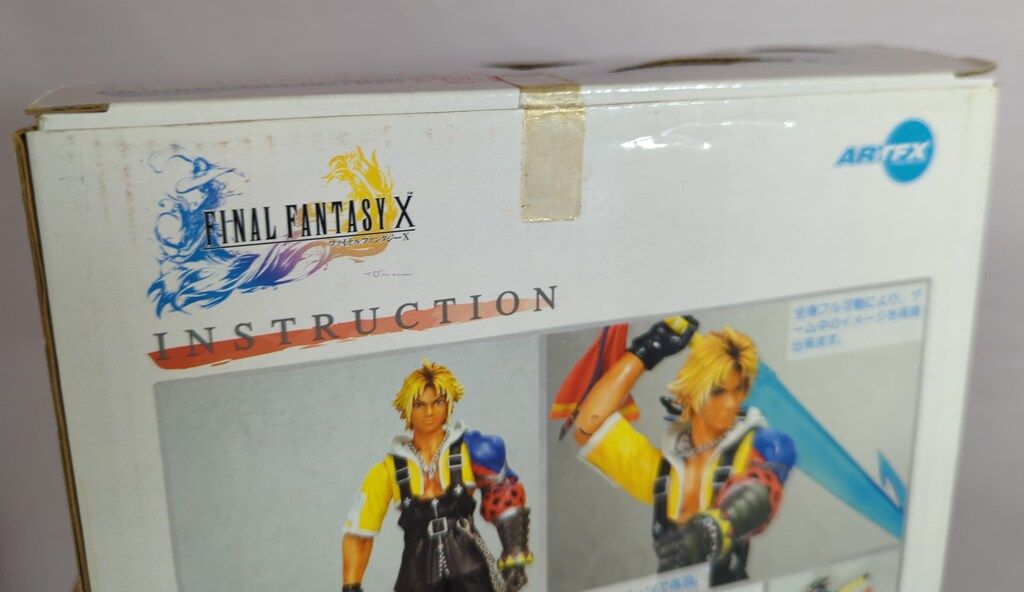 FINAL FANTASY X™
ファイナルファンタジーX
ARTFX
INSTRUCTION
全身フル可動により、ゲ
ーム中のイメージを再現
出来ます。